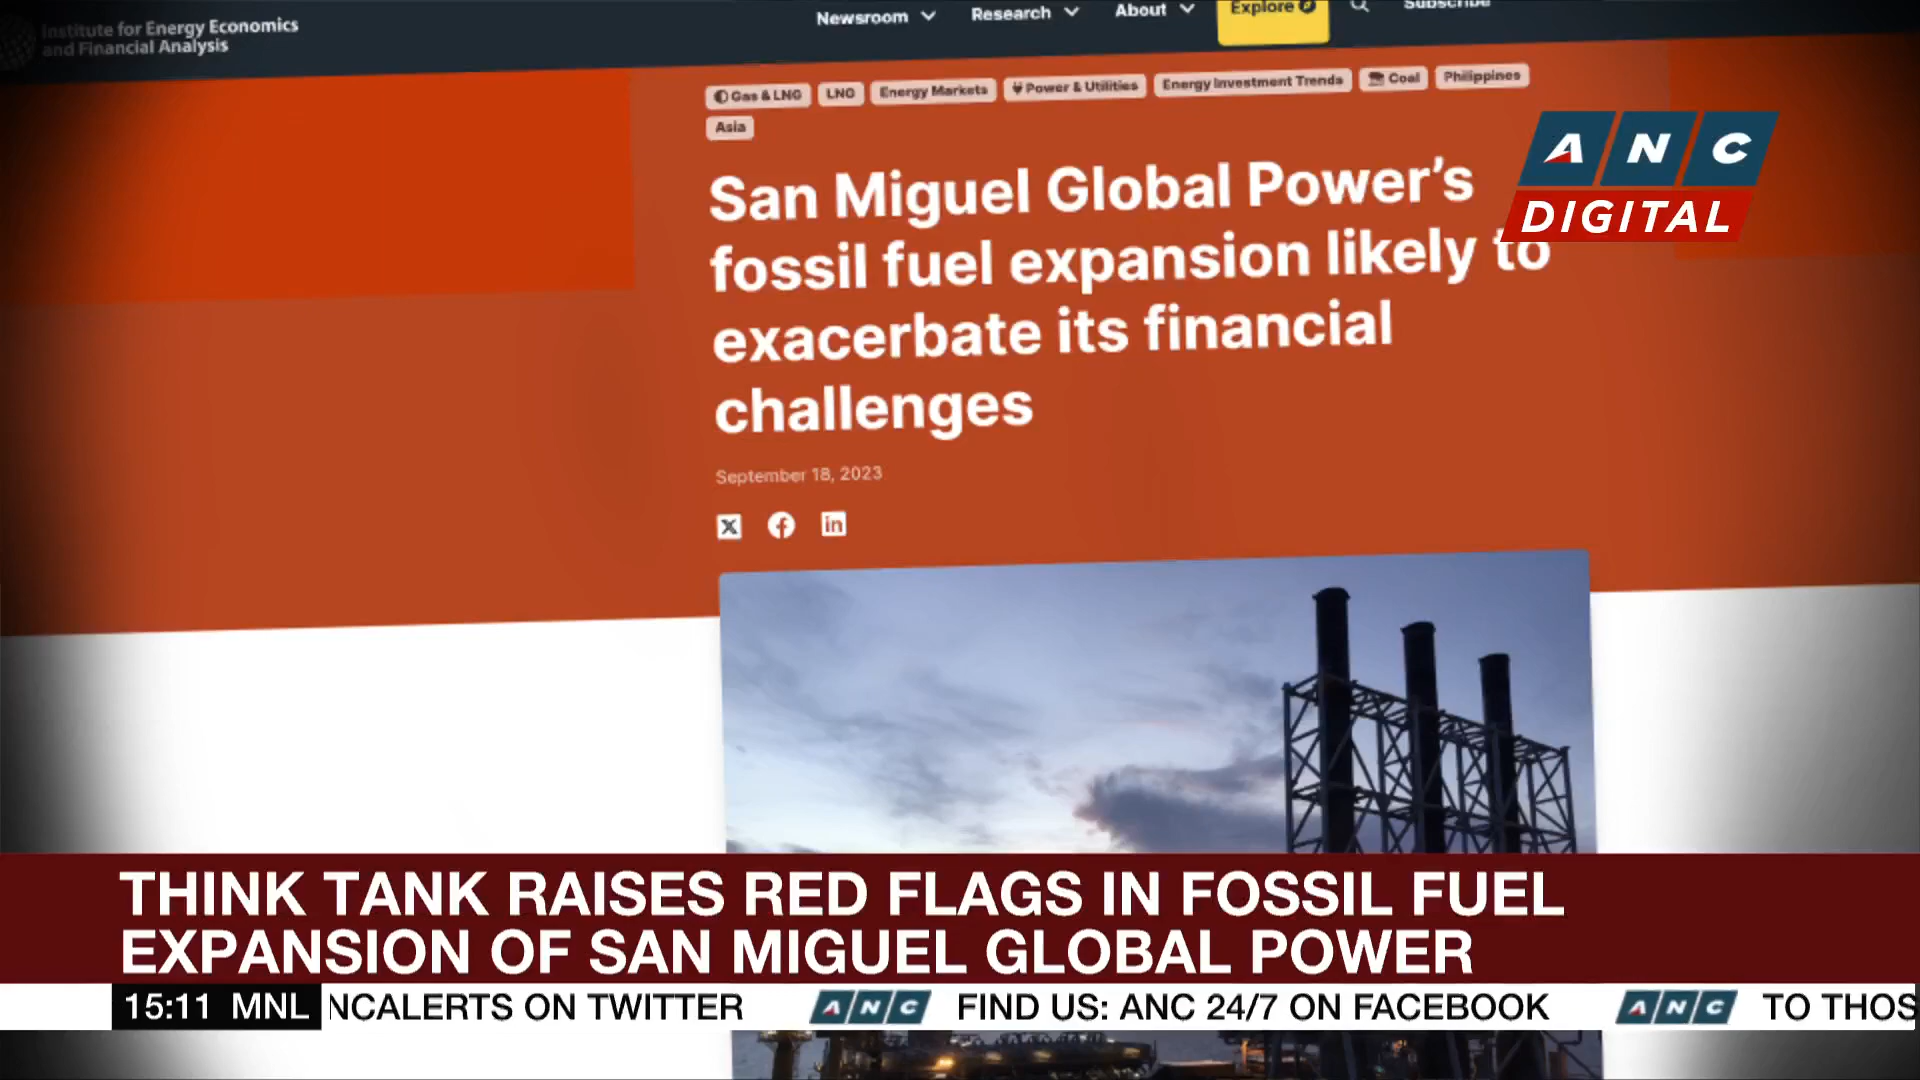 Institute for Energy Economics
and Financial Analysis
Newsroom
Research
About
Explore
Subscribe
Gas & LNG
LNG
Energy Markets
Power & Utilities
Energy Investment Trends
Coal
Philippines
Asia
San Miguel Global Power's
fossil fuel expansion likely to
exacerbate its financial
challenges
September 18, 2023
X
f
in
ANC
DIGITAL
THINK TANK RAISES RED FLAGS IN FOSSIL FUEL
EXPANSION OF SAN MIGUEL GLOBAL POWER
15:11 MNL NCALERTS ON TWITTER ANC FIND US: ANC 24/7 ON FACEBOOK ANC TO THOS